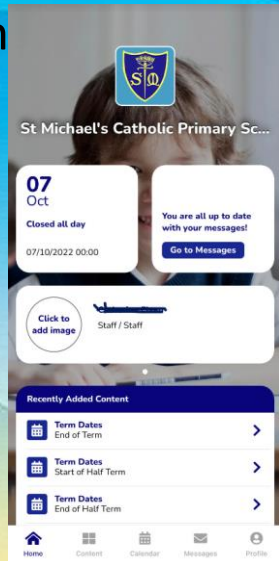 n
SM
St Michael's Catholic Primary Sc...
07
Oct
Closed all day
07/10/2022 00:00
You are all up to date
with your messages!
Go to Messages
Click to
add image
Staff / Staff
Recently Added Content
Term Dates
End of Term
Term Dates
Start of Half Term
Term Dates
End of Half Term
Home
Content
Calendar
Messages
Profile